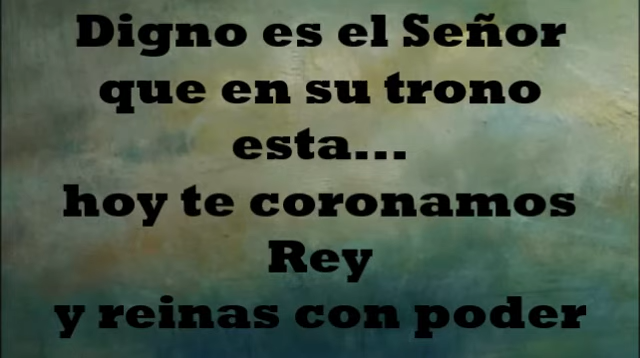 Digno es el Señor
que en su trono
esta...
hoy te coronamos
Rey
y reinas con poder